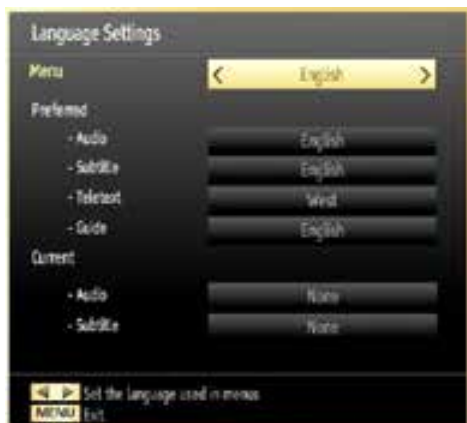 Language Settings
Menu English
Preferred
- Audio English
- Subtitle English
- Teletext West
- Guide English
Current
- Audio None
- Subtitle None
Set the language used in menus
MENU Exit